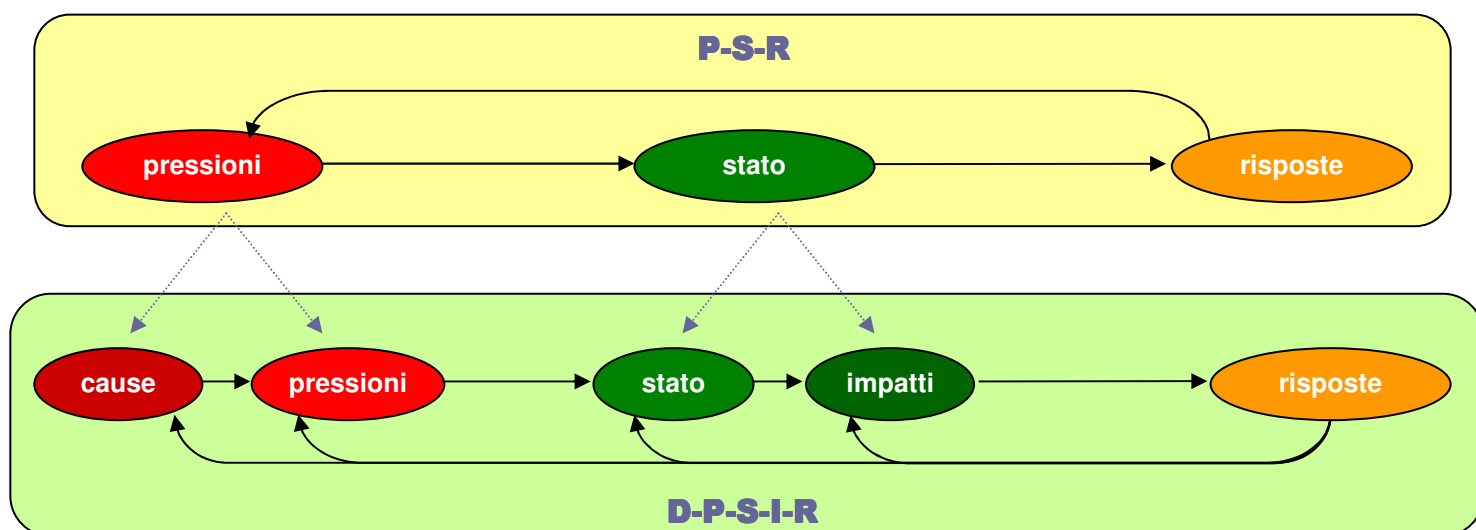 P-S-R
pressioni
stato
risposte
cause
pressioni
stato
impatti
risposte
D-P-S-I-R